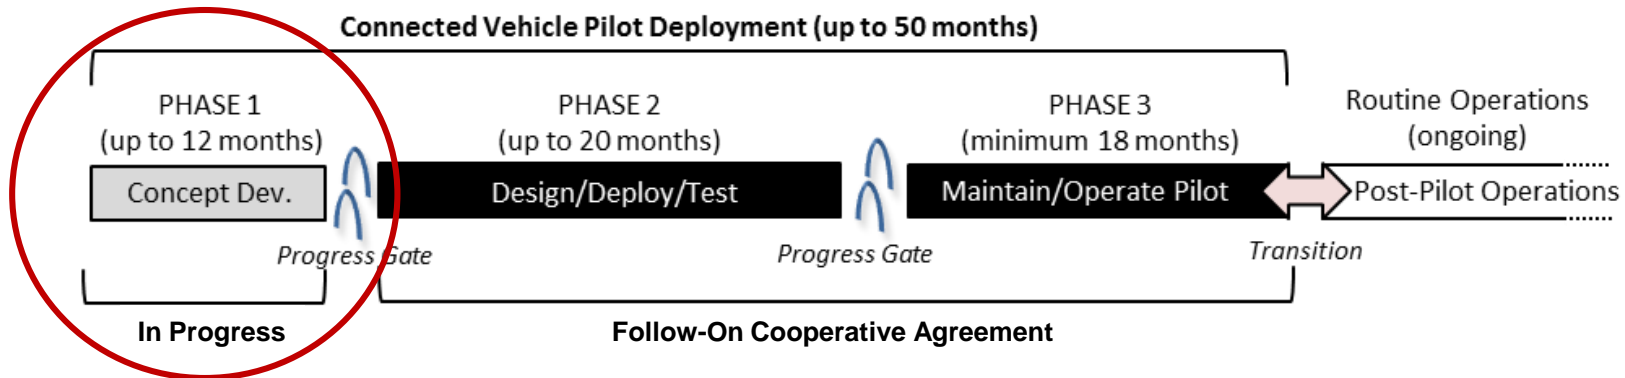 Connected Vehicle Pilot Deployment (up to 50 months)
PHASE 1
(up to 12 months)
PHASE 2
(up to 20 months)
PHASE 3
(minimum 18 months)
Routine Operations
(ongoing)
Concept Dev.
Design/Deploy/Test
Maintain/Operate Pilot
Post-Pilot Operations
Progress Gate
Progress Gate
Transition
In Progress
Follow-On Cooperative Agreement